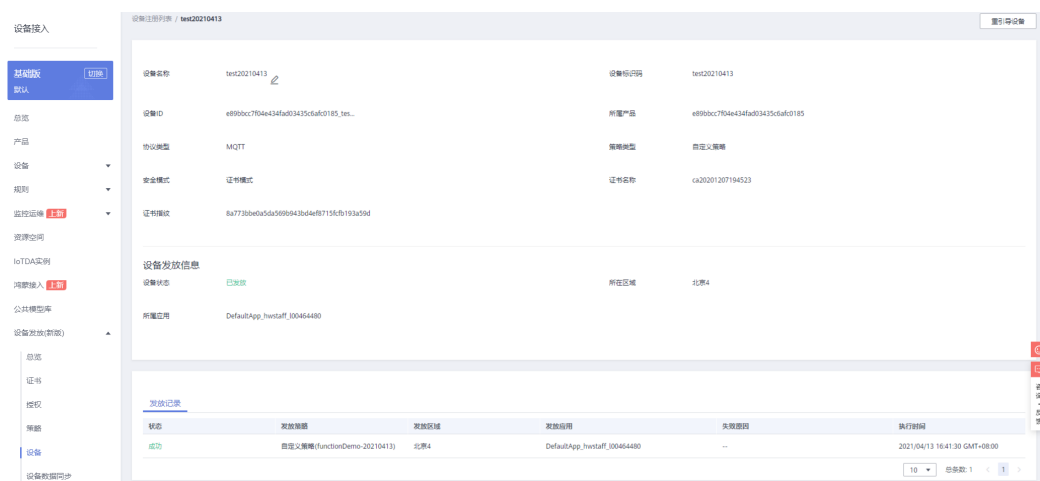 设备接入
基础版 切换
默认
总览
产品
设备
规则
监控运维 上新
资源空间
IoTDA实例
鸿蒙接入 上新
公共模型库
设备发放(新版)
总览
证书
授权
策略
设备
设备数据同步
设备注册列表 / test20210413
重引导设备
设备名称 test20210413 设备标识码 test20210413
设备ID e89bbcc7f04e434fad03435c6afc0185_tes... 所属产品 e89bbcc7f04e434fad03435c6afc0185
协议类型 MQTT 策略类型 自定义策略
安全模式 证书模式 证书名称 ca20201207194523
证书指纹 8a773bbe0a5da569b943bd4ef8715fcfb193a59d
设备发放信息
设备状态 已发放 所在区域 北京4
所属应用 DefaultApp_hwstaff_l00464480
发放记录
状态 发放策略 发放区域 发放应用 失败原因 执行时间
成功 自定义策略(functionDemo-20210413) 北京4 DefaultApp_hwstaff_l00464480 -- 2021/04/13 16:41:30 GMT+08:00
10 总条数: 1 < 1 >